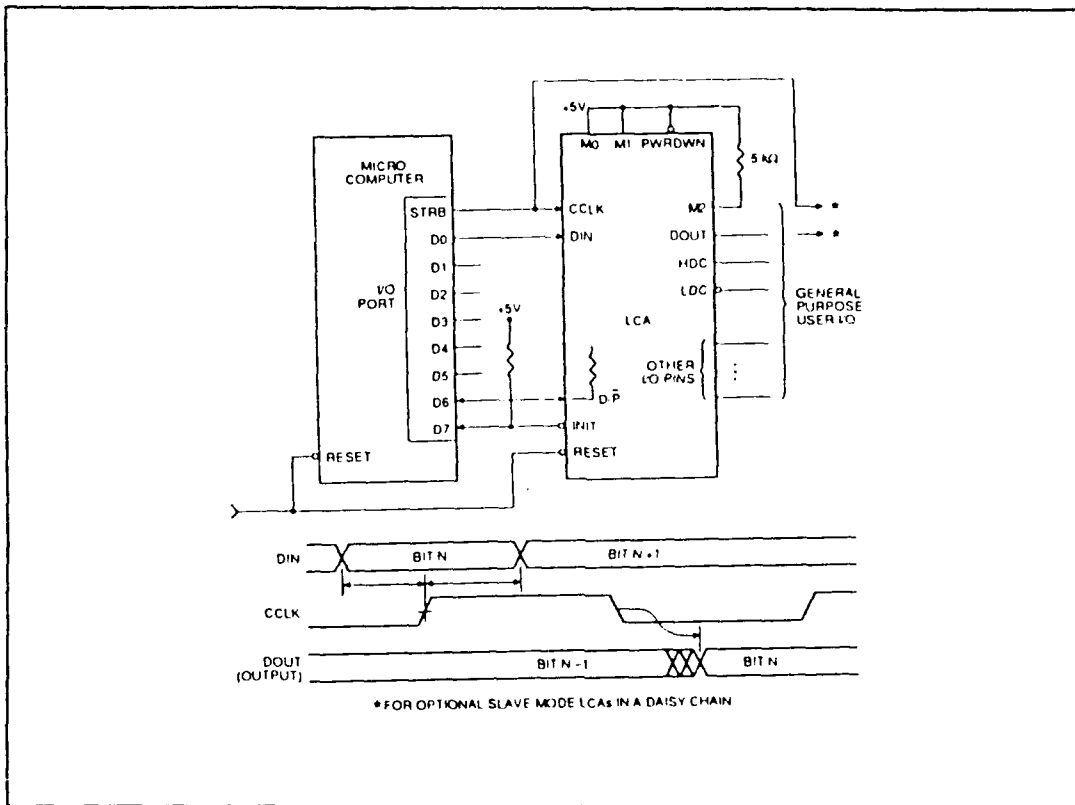 +5V
M0 M1 PWRDWN
MICRO
COMPUTER
5 kΩ
STRB
CCLK
M2
*
D0
DIN
DOUT
*
D1
HDC
I/O
PORT
D2
LDC
GENERAL
PURPOSE
USER I/O
+5V
D3
LCA
D4
OTHER
I/O PINS
D5
D6
D/P
D7
INIT
RESET
RESET
DIN
BIT N
BIT N+1
CCLK
DOUT
(OUTPUT)
BIT N-1
BIT N
* FOR OPTIONAL SLAVE MODE LCAs IN A DAISY CHAIN